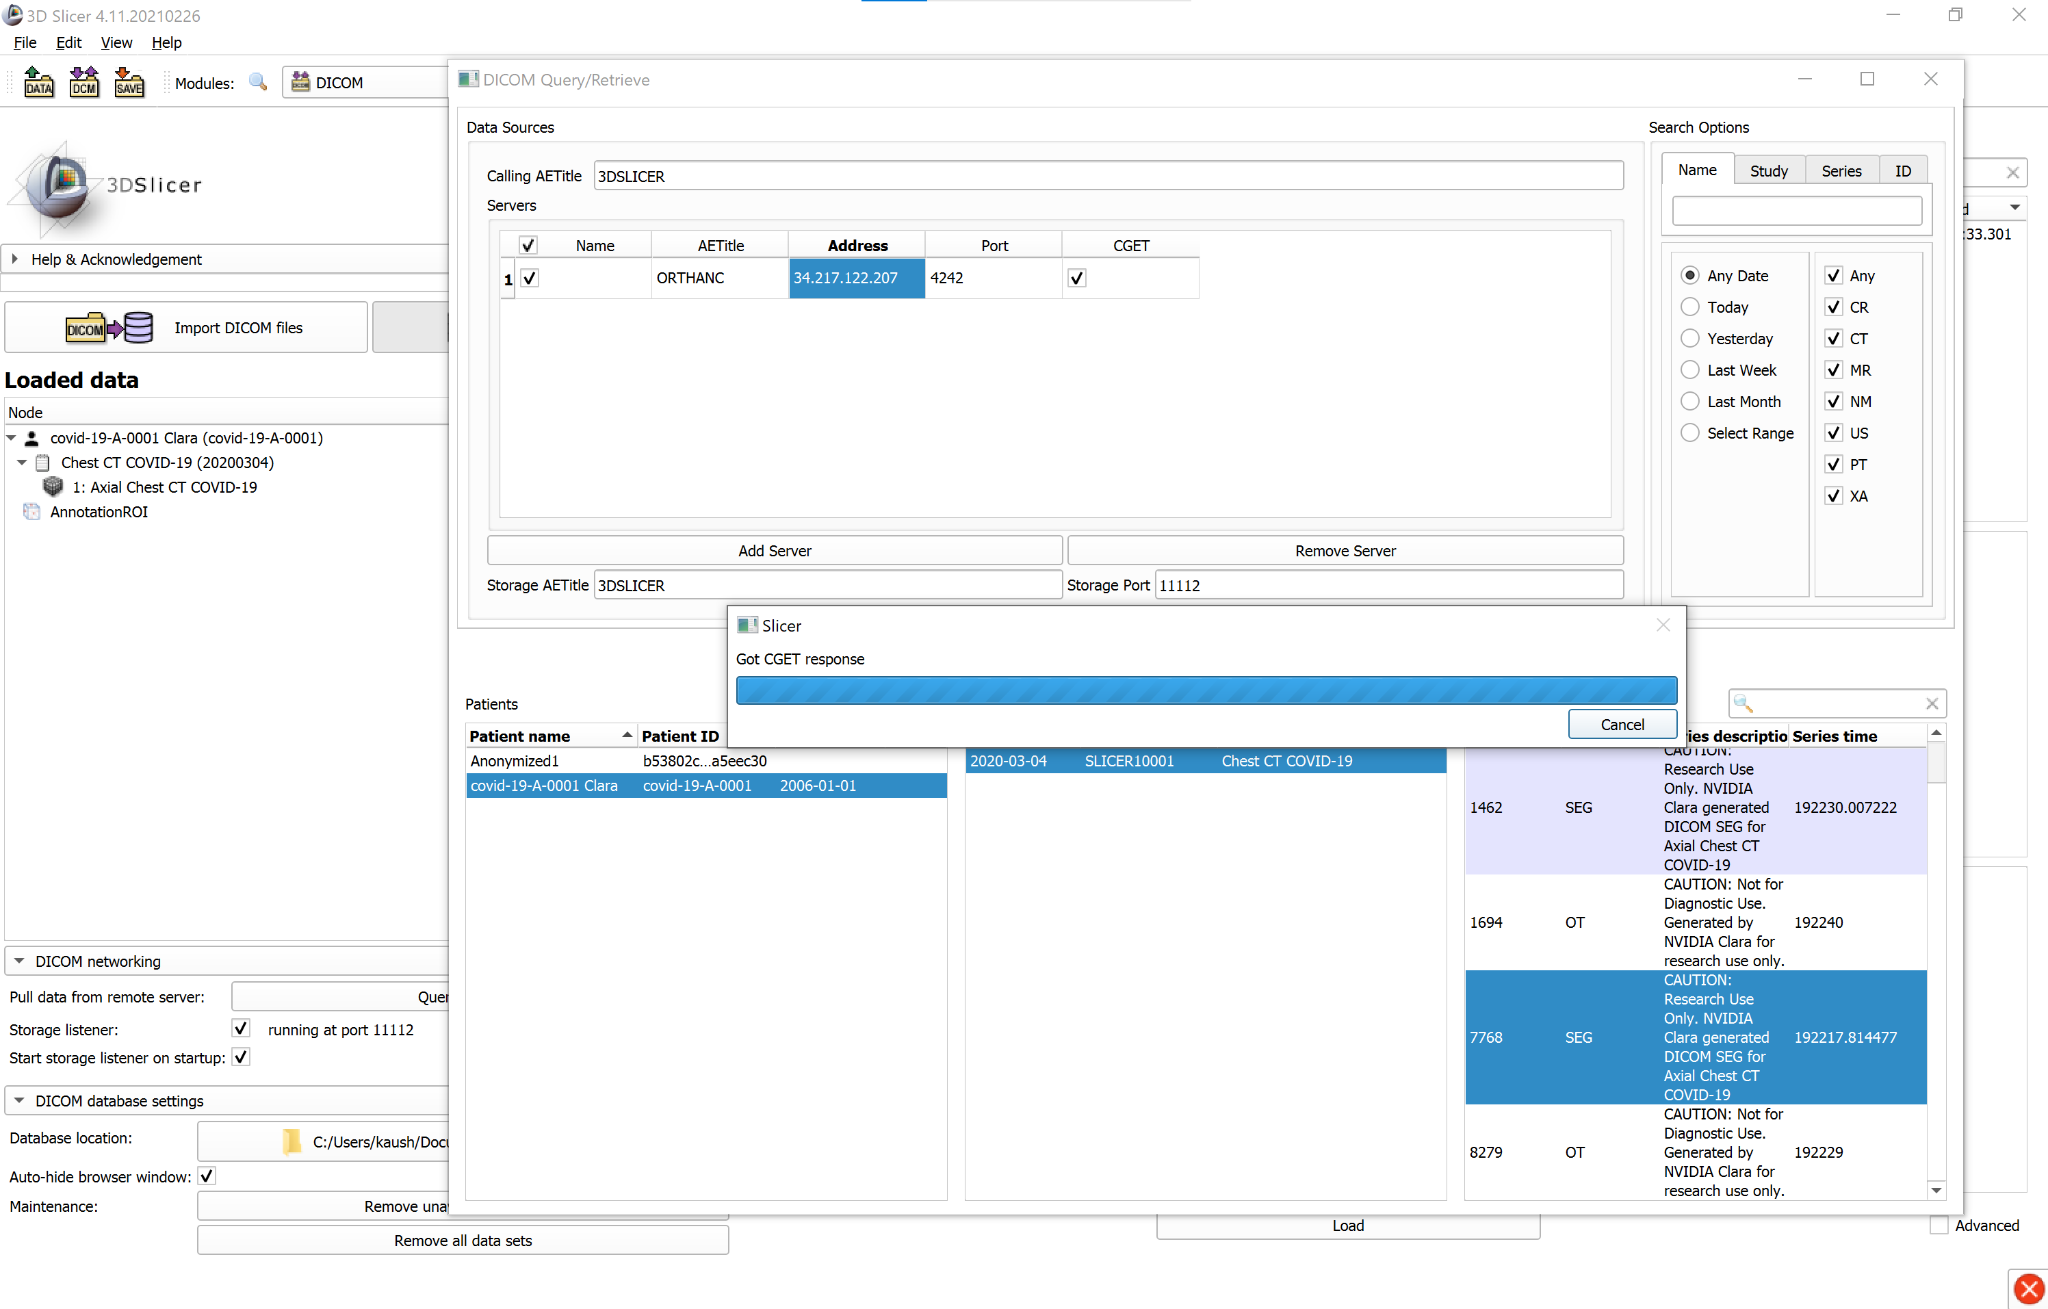 3D Slicer 4.11.20210226
File Edit View Help
DATA DCM SAVE Modules: DICOM
3DSlicer
Help & Acknowledgement
DICOM Import DICOM files
Loaded data
Node
covid-19-A-0001 Clara (covid-19-A-0001)
Chest CT COVID-19 (20200304)
1: Axial Chest CT COVID-19
AnnotationROI
DICOM networking
Pull data from remote server: Quer
Storage listener: running at port 11112
Start storage listener on startup:
DICOM database settings
Database location: C:/Users/kaush/Docu
Auto-hide browser window:
Maintenance: Remove una
Remove all data sets
DICOM Query/Retrieve
Data Sources
Calling AETitle 3DSLICER
Servers
Name AETitle Address Port CGET
1 ORTHANC 34.217.122.207 4242
Add Server Remove Server
Storage AETitle 3DSLICER Storage Port 11112
Search Options
Name Study Series ID
Any Date Any
Today CR
Yesterday CT
Last Week MR
Last Month NM
Select Range US
PT
XA
d
:33.301
Slicer
Got CGET response
Cancel
Patients
Patient name Patient ID
Anonymized1 b53802c...a5eec30
covid-19-A-0001 Clara covid-19-A-0001 2006-01-01
2020-03-04 SLICER10001 Chest CT COVID-19
ies descriptio Series time
CAUTION:
Research Use
Only. NVIDIA
1462 SEG Clara generated 192230.007222
DICOM SEG for
Axial Chest CT
COVID-19
CAUTION: Not for
Diagnostic Use.
1694 OT Generated by 192240
NVIDIA Clara for
research use only.
CAUTION:
Research Use
Only. NVIDIA
7768 SEG Clara generated 192217.814477
DICOM SEG for
Axial Chest CT
COVID-19
CAUTION: Not for
Diagnostic Use.
8279 OT Generated by 192229
NVIDIA Clara for
research use only.
Load Advanced